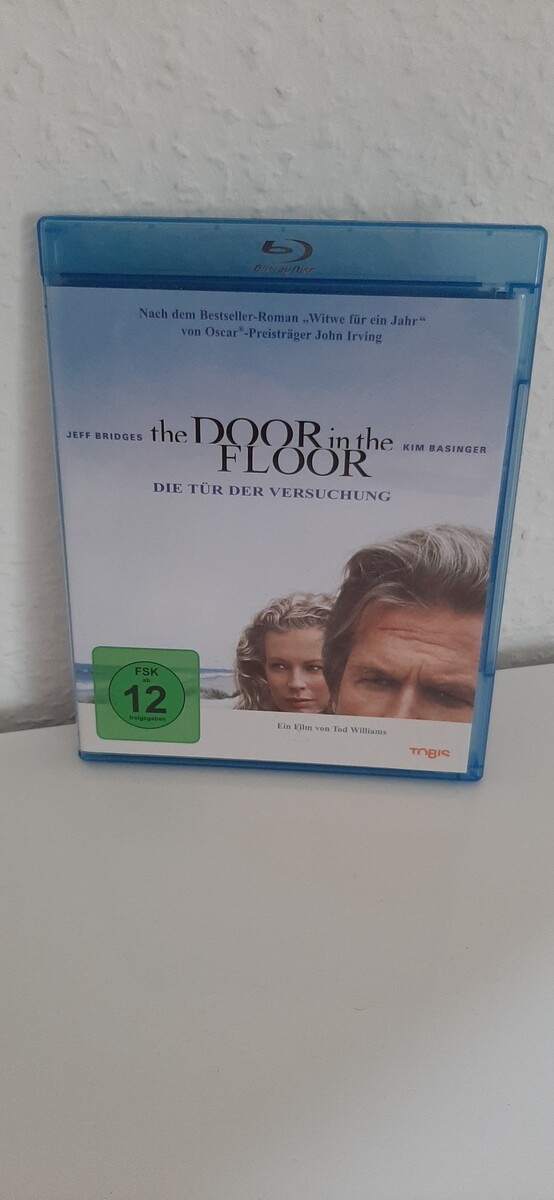 Blu-ray Disc
Nach dem Bestseller-Roman „Witwe für ein Jahr“
von Oscar®-Preisträger John Irving
JEFF BRIDGES the DOOR in the KIM BASINGER
FLOOR
DIE TÜR DER VERSUCHUNG
FSK
ab
12
freigegeben
Ein Film von Tod Williams
TOBIS